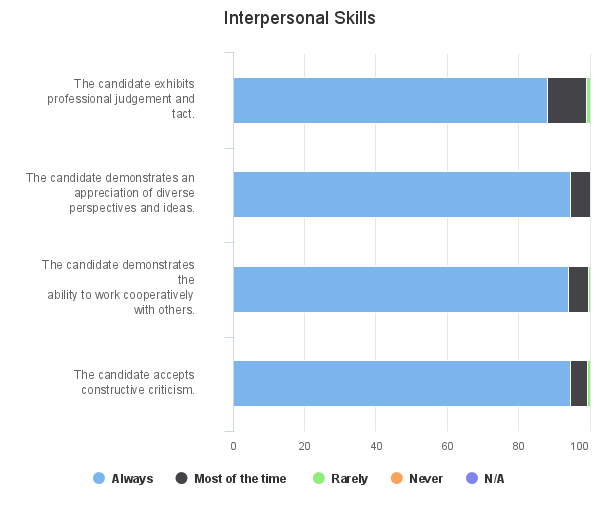 Interpersonal Skills
The candidate exhibits
professional judgement and
tact.
The candidate demonstrates an
appreciation of diverse
perspectives and ideas.
The candidate demonstrates
the
ability to work cooperatively
with others.
The candidate accepts
constructive criticism.
0 20 40 60 80 100
Always Most of the time Rarely Never N/A